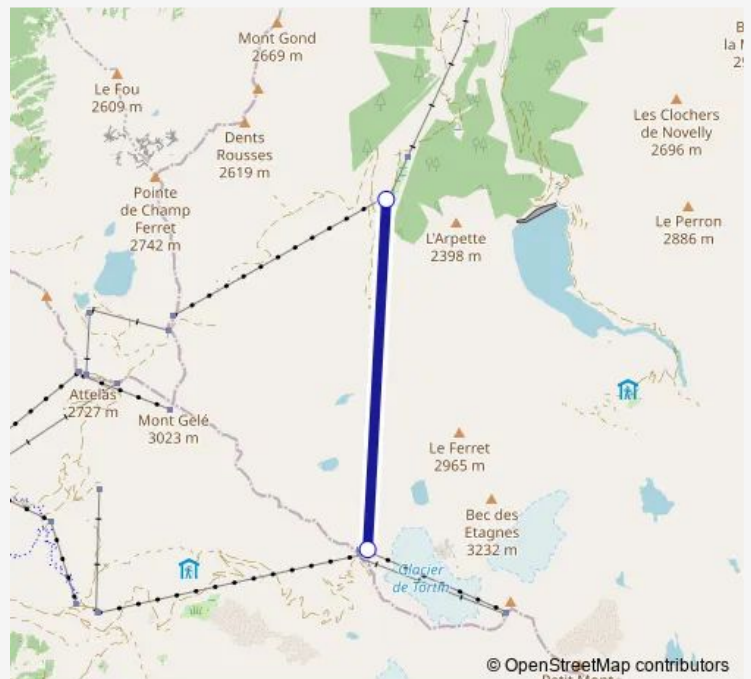 Mont Gond
2669 m
Le Fou
2609 m
Dents
Rousses
2619 m
Les Clochers
de Novelly
2696 m
Pointe
de Champ
Ferret
2742 m
L'Arpette
2398 m
Le Perron
2886 m
Attelas
2727 m
Mont Gelé
3023 m
Le Ferret
2965 m
Bec des
Etagnes
3232 m
Glacier
de Tortin
© OpenStreetMap contributors